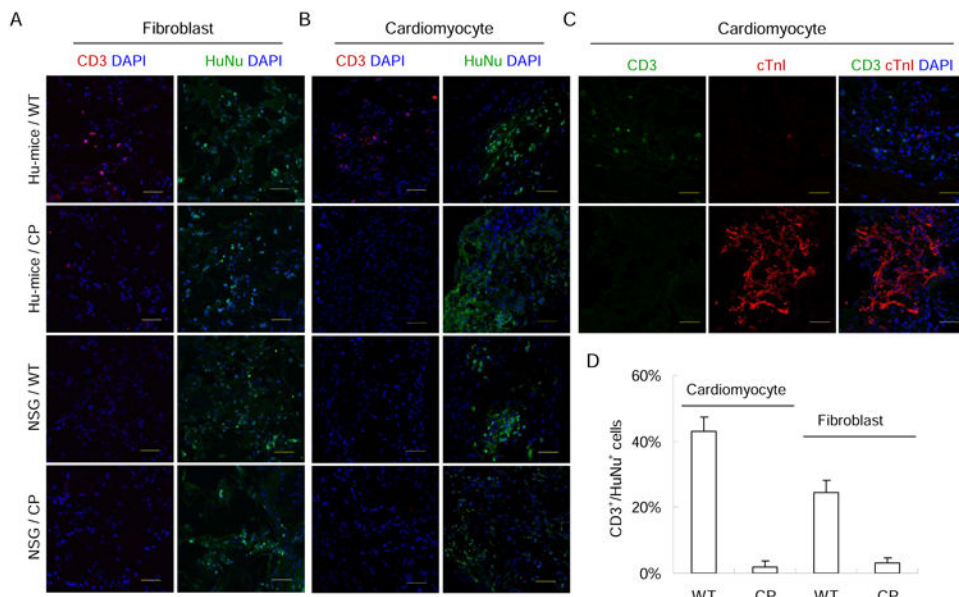 A
Fibroblast
CD3 DAPI
HuNu DAPI
Hu-mice / WT
Hu-mice / CP
NSG / WT
NSG / CP
B
Cardiomyocyte
CD3 DAPI
HuNu DAPI
C
Cardiomyocyte
CD3
cTnI
CD3 cTnI DAPI
D
60%
40%
20%
0%
CD3+/HuNu+ cells
Cardiomyocyte
Fibroblast
WT
CP
WT
CP